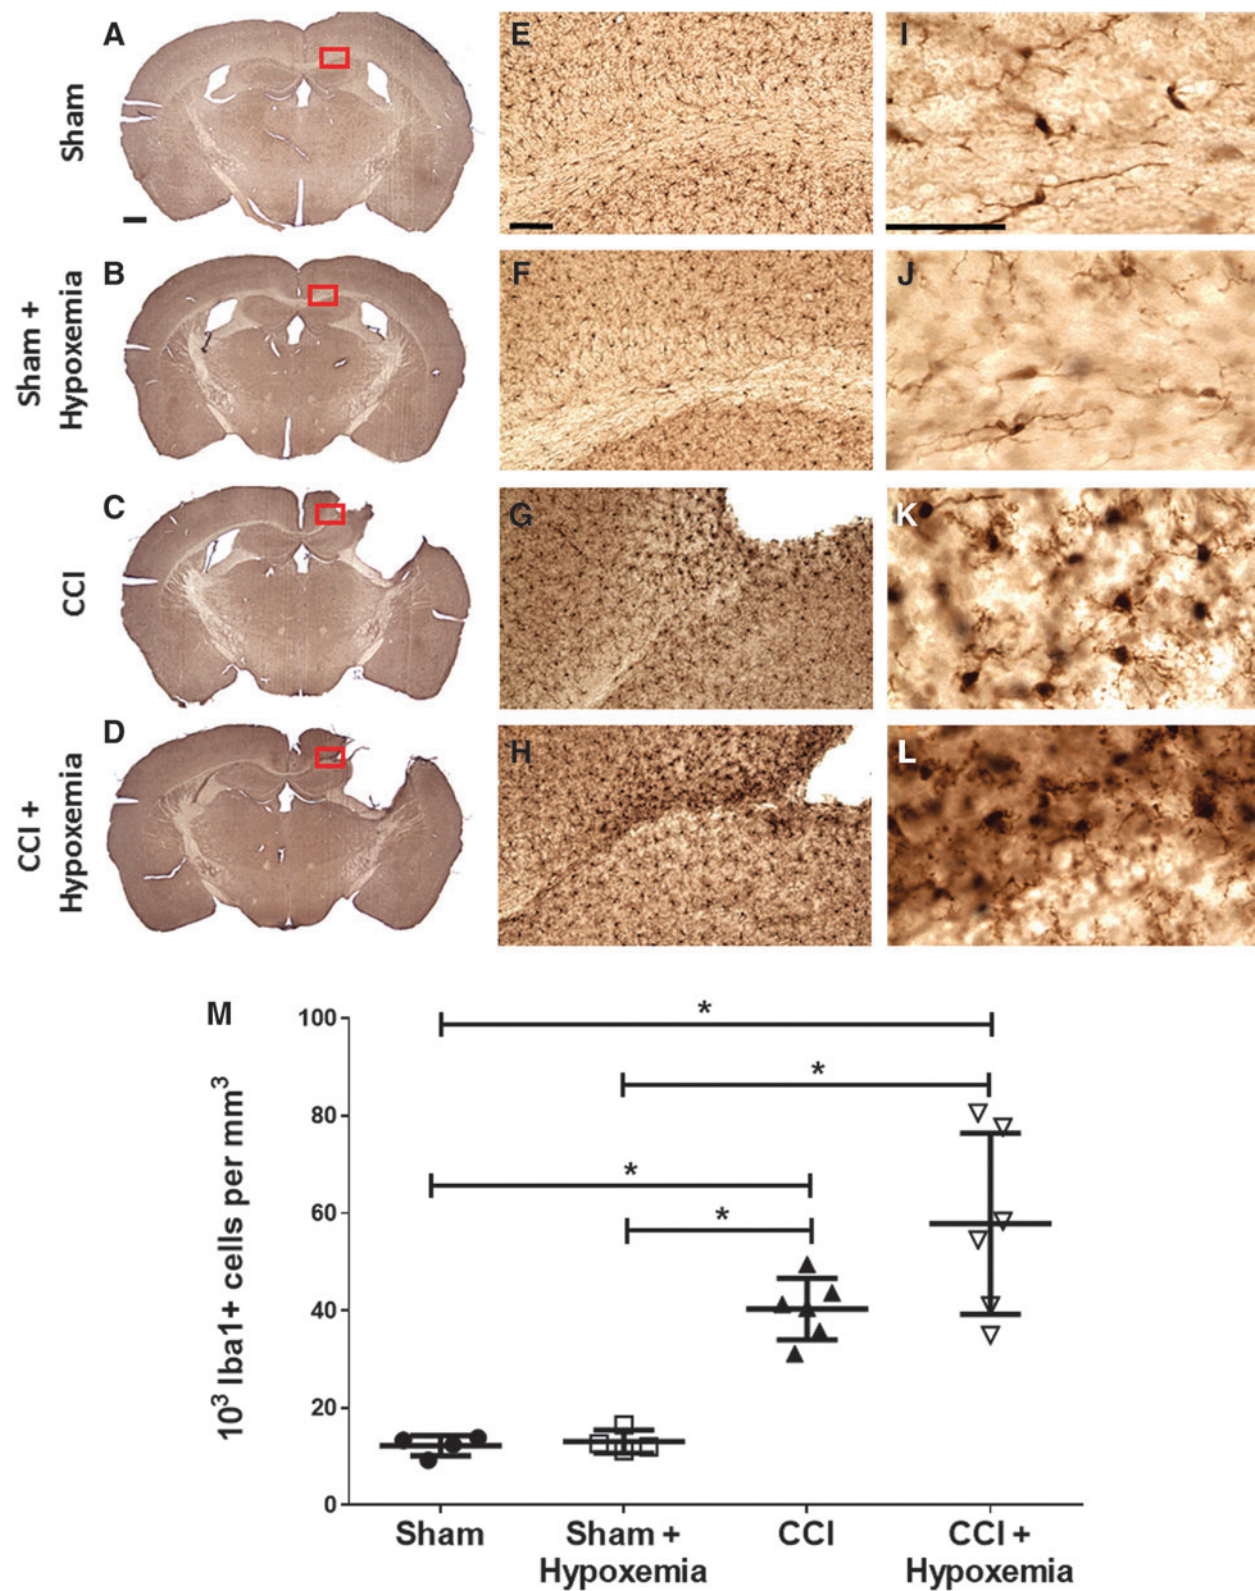 A
E
I
Sham
B
F
J
Sham +
Hypoxemia
C
G
K
CCI
D
H
L
CCI +
Hypoxemia
M
10³ Iba1+ cells per mm³
100
80
60
40
20
0
*
*
*
*
Sham
Sham +
Hypoxemia
CCI
CCI +
Hypoxemia